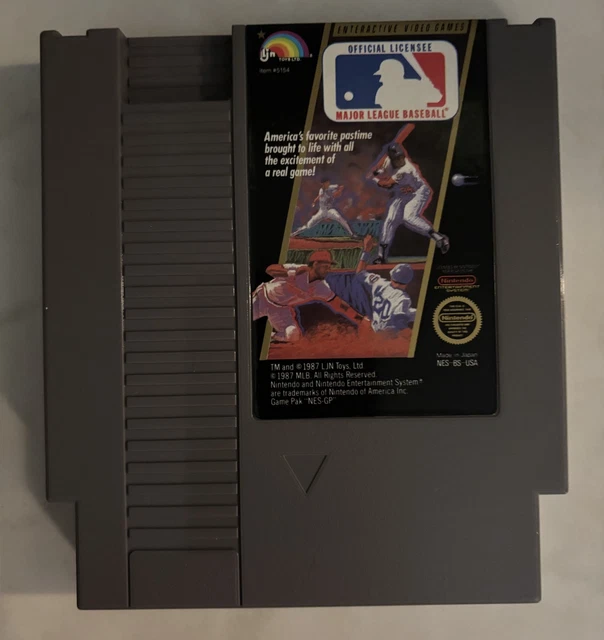 INTERACTIVE VIDEO GAMES
LJN
TOYS LTD.
Item #5154
OFFICIAL LICENSEE
MAJOR LEAGUE BASEBALL®
America's favorite pastime
brought to life with all
the excitement of
a real game!
Nintendo
ENTERTAINMENT
SYSTEM
Nintendo
Made in Japan
NES-BS-USA
TM and ©1987 LJN Toys, Ltd
© 1987 MLB. All Rights Reserved.
Nintendo and Nintendo Entertainment System
are trademarks of Nintendo of America Inc.
Game Pak "NES-GP"